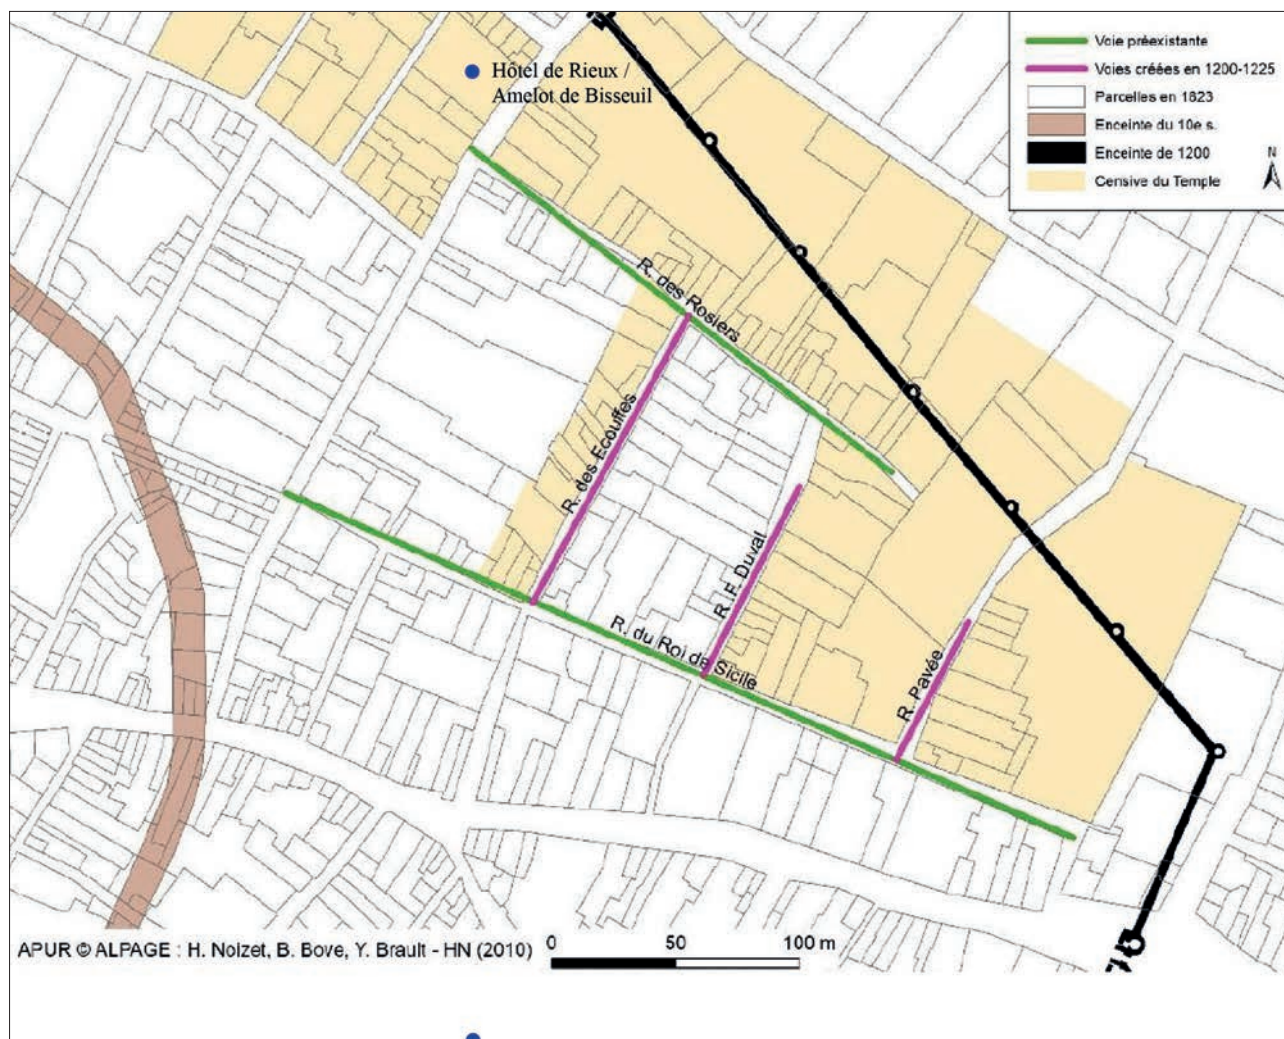 Hôtel de Rieux /
Amelot de Bisseuil
Voie préexistante
Voies créées en 1200-1225
Parcelles en 1823
Enceinte du 10e s.
Enceinte de 1200
Censive du Temple
N
R. des Rosiers
R. des Ecouffes
R. F. Duval
R. du Roi de Sicile
R. Pavée
APUR © ALPAGE : H. Noizet, B. Bove, Y. Brault - HN (2010)
0 50 100 m